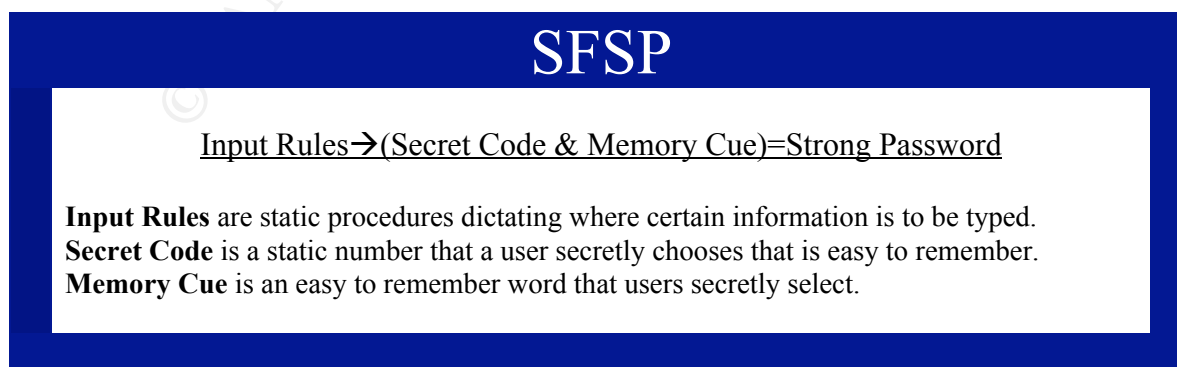 SFSP
Input Rules→(Secret Code & Memory Cue)=Strong Password
Input Rules are static procedures dictating where certain information is to be typed.
Secret Code is a static number that a user secretly chooses that is easy to remember.
Memory Cue is an easy to remember word that users secretly select.